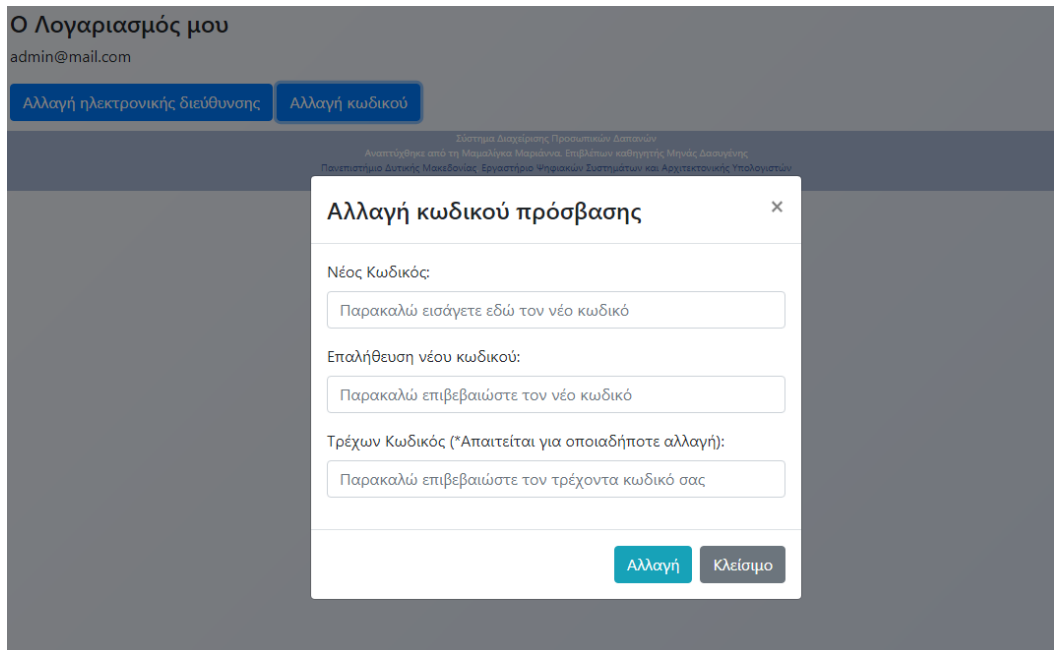 Ο Λογαριασμός μου
admin@mail.com
Αλλαγή ηλεκτρονικής διεύθυνσης
Αλλαγή κωδικού
Σύστημα Διαχείρισης Προσωπικών Δαπανών
Αναπτύχθηκε από τη Μαμαλίγκα Μαριάννα. Επιβλέπων καθηγητής Μηνάς Δασυγένης
Πανεπιστήμιο Δυτικής Μακεδονίας- Εργαστήριο Ψηφιακών Συστημάτων και Αρχιτεκτονικής Υπολογιστών
Αλλαγή κωδικού πρόσβασης
×
Νέος Κωδικός:
Παρακαλώ εισάγετε εδώ τον νέο κωδικό
Επαλήθευση νέου κωδικού:
Παρακαλώ επιβεβαιώστε τον νέο κωδικό
Τρέχων Κωδικός (*Απαιτείται για οποιαδήποτε αλλαγή):
Παρακαλώ επιβεβαιώστε τον τρέχοντα κωδικό σας
Αλλαγή
Κλείσιμο